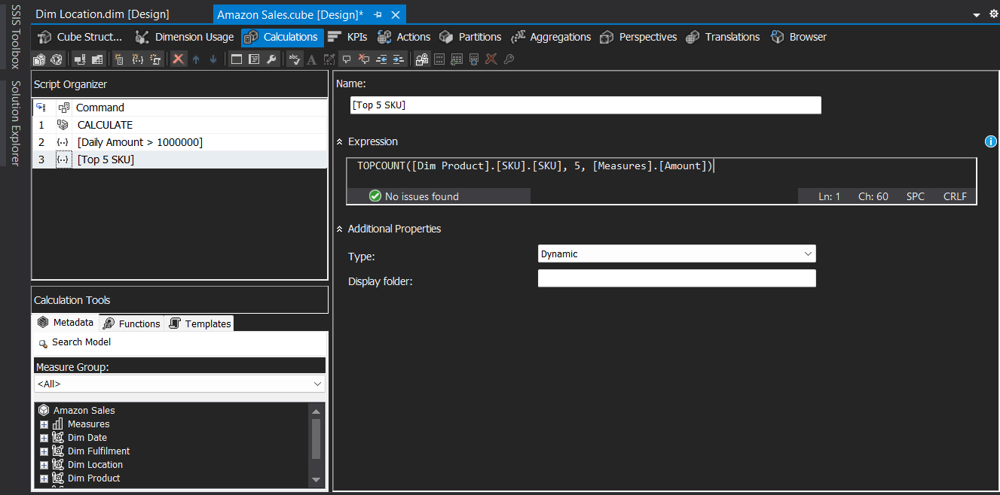 SSIS Toolbox
Solution Explorer
Dim Location.dim [Design]
Amazon Sales.cube [Design]*
Cube Struct... Dimension Usage Calculations KPIs Actions Partitions Aggregations Perspectives Translations Browser
Script Organizer
Command
1 CALCULATE
2 [Daily Amount > 1000000]
3 [Top 5 SKU]
Calculation Tools
Metadata Functions Templates
Search Model
Measure Group:
<All>
Amazon Sales
Measures
Dim Date
Dim Fulfilment
Dim Location
Dim Product
Name:
[Top 5 SKU]
Expression
TOPCOUNT([Dim Product].[SKU].[SKU], 5, [Measures].[Amount])
No issues found Ln: 1 Ch: 60 SPC CRLF
Additional Properties
Type: Dynamic
Display folder: